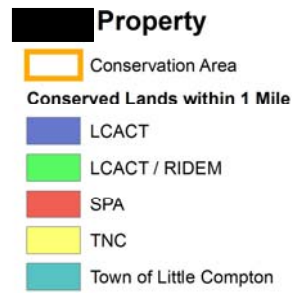 Property
Conservation Area
Conserved Lands within 1 Mile
LCACT
LCACT / RIDEM
SPA
TNC
Town of Little Compton